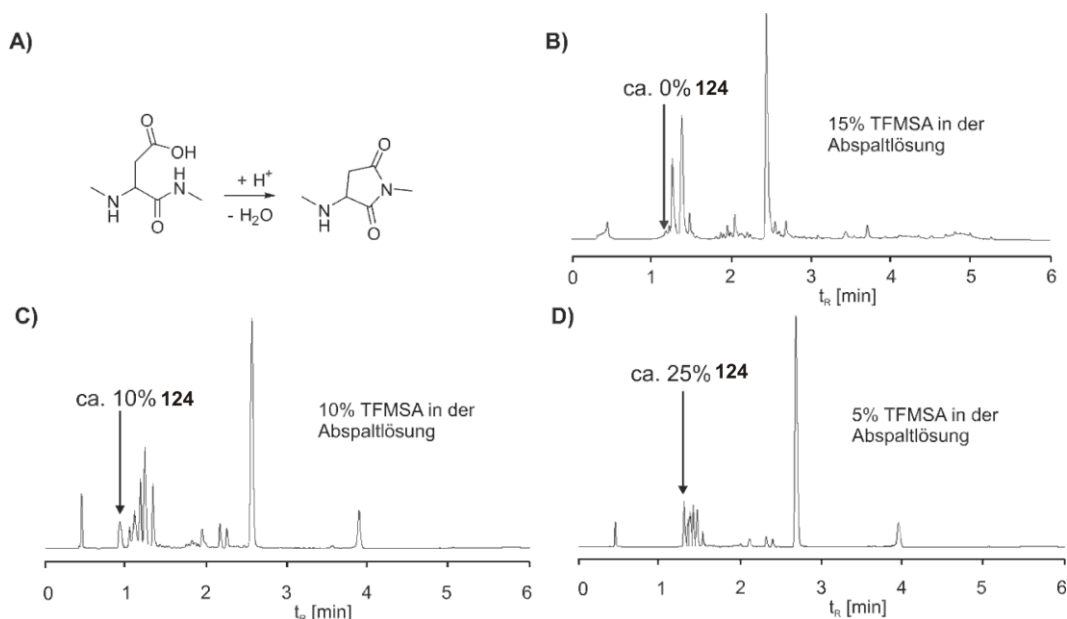 A)
O
OH
H
N
N
H
O
+ H⁺
- H₂O
O
N
N
H
O
B)
ca. 0% 124
15% TFMSA in der
Abspaltlösung
0 1 2 3 4 5 6
tR [min]
C)
ca. 10% 124
10% TFMSA in der
Abspaltlösung
0 1 2 3 4 5 6
tR [min]
D)
ca. 25% 124
5% TFMSA in der
Abspaltlösung
0 1 2 3 4 5 6
tR [min]